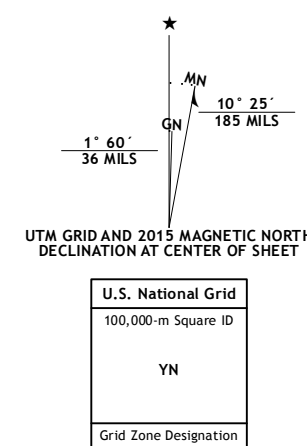 ★
MN
10° 25´
185 MILS
GN
1° 60´
36 MILS
UTM GRID AND 2015 MAGNETIC NORTH
DECLINATION AT CENTER OF SHEET
U.S. National Grid
100,000-m Square ID
YN
Grid Zone Designation